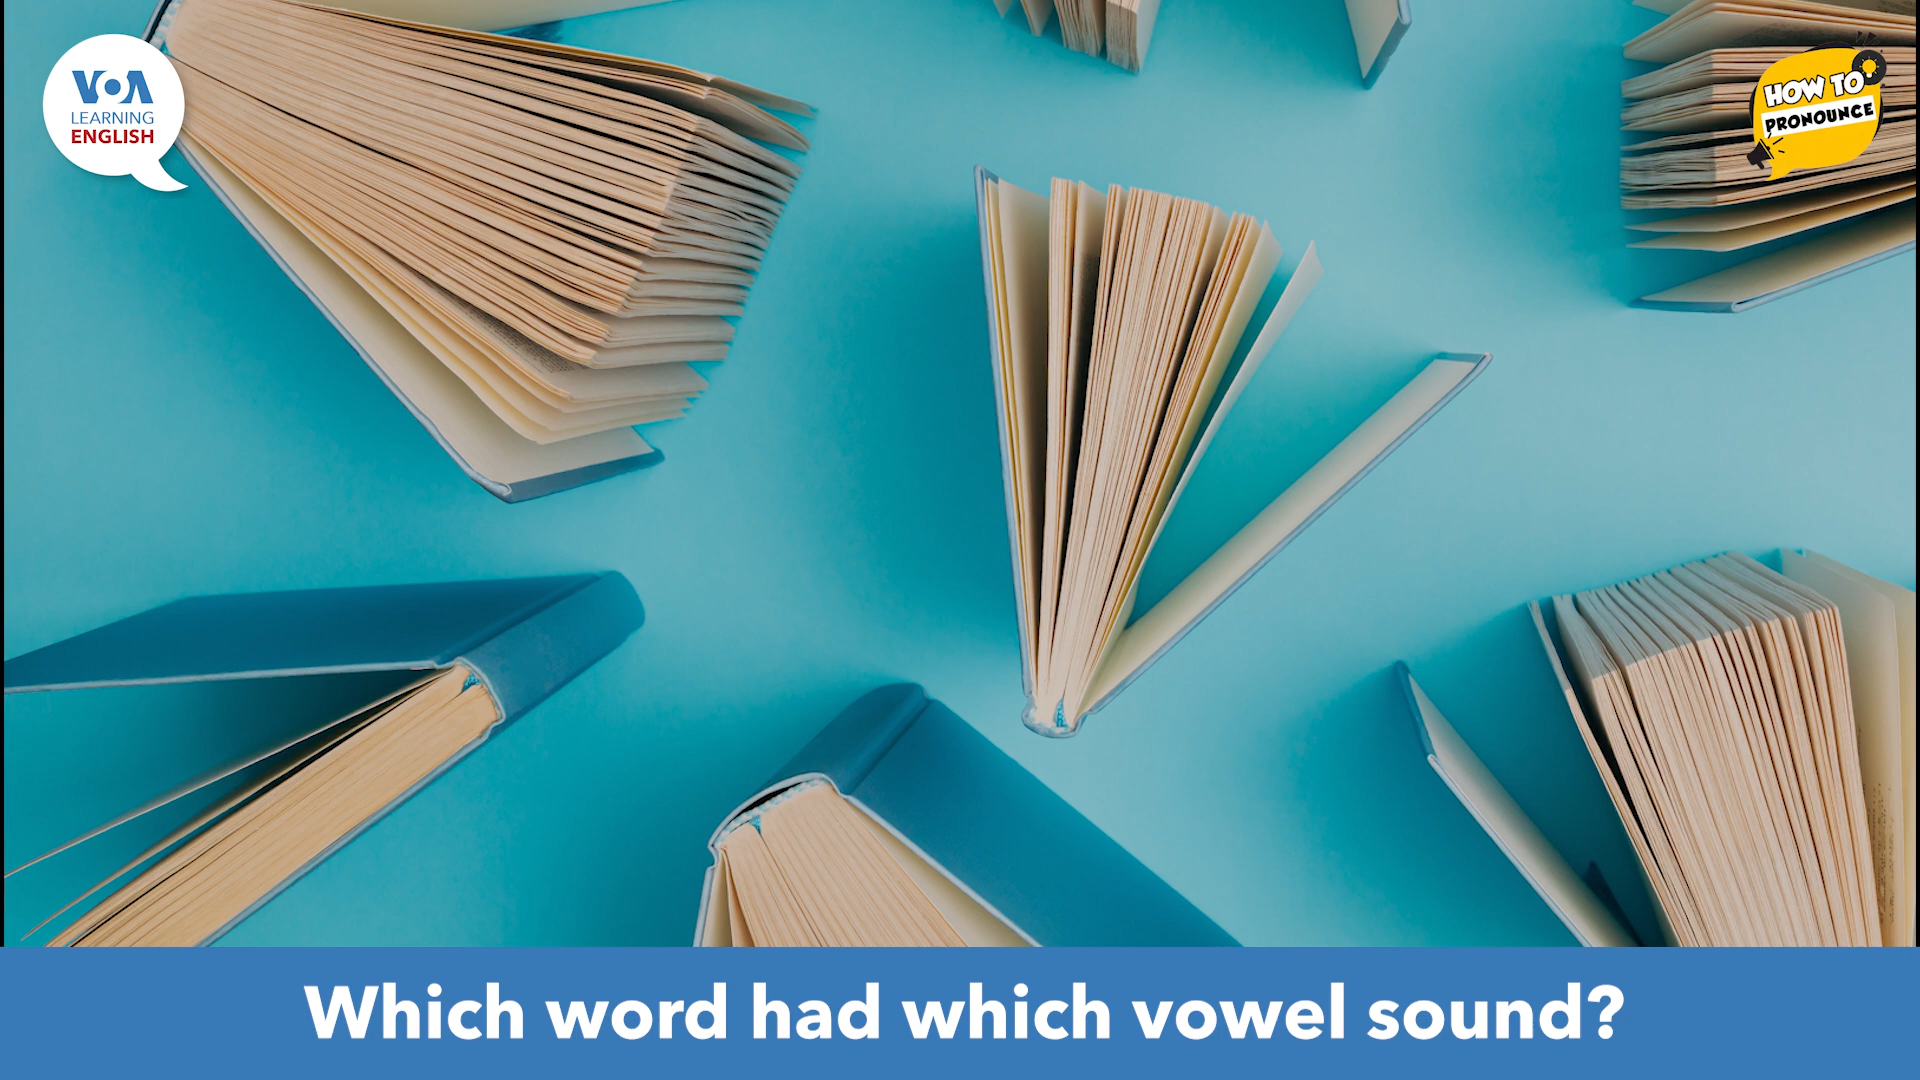 VOA
LEARNING
ENGLISH
HOW TO
PRONOUNCE
Which word had which vowel sound?